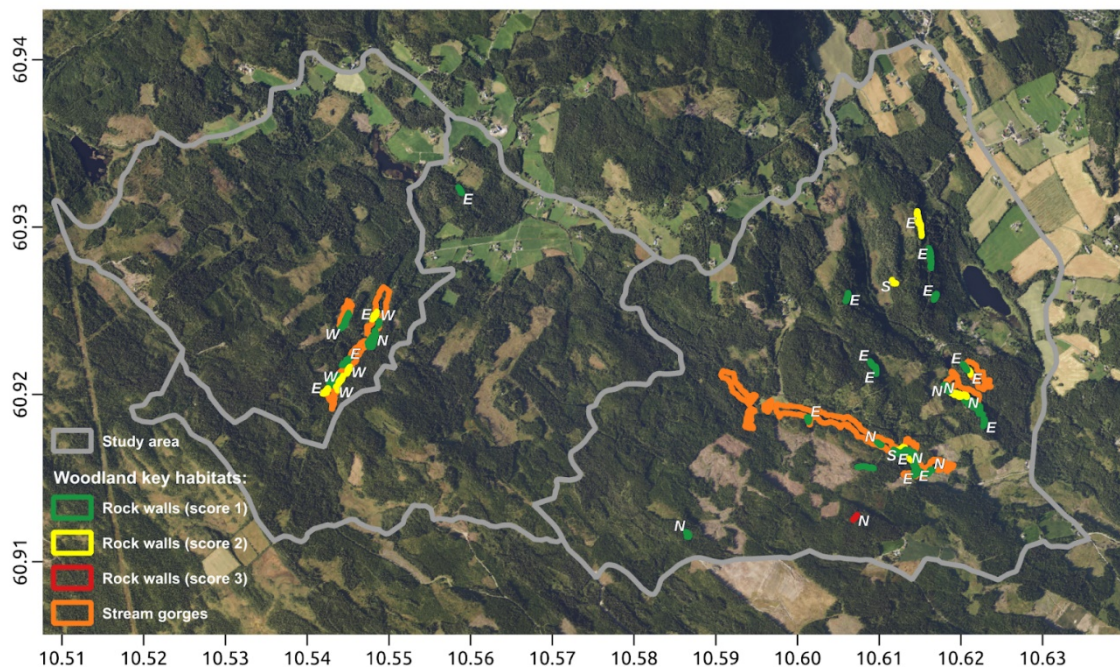 60.94
60.93
60.92
60.91
E
E
E
S
E
E
E
W
E
W
N
E
W
W
E
W
E
E
E
E
N
N
N
E
E
N
S
E
N
N
E
E
N
N
Study area
Woodland key habitats:
Rock walls (score 1)
Rock walls (score 2)
Rock walls (score 3)
Stream gorges
10.51 10.52 10.53 10.54 10.55 10.56 10.57 10.58 10.59 10.60 10.61 10.62 10.63